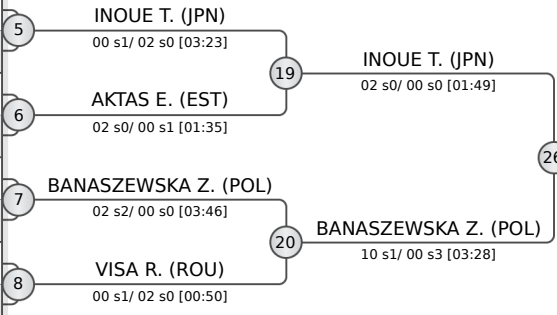 INOUE T. (JPN)
5
00 s1/ 02 s0 [03:23]
19
INOUE T. (JPN)
02 s0/ 00 s0 [01:49]
AKTAS E. (EST)
6
02 s0/ 00 s1 [01:35]
26
BANASZEWSKA Z. (POL)
7
02 s2/ 00 s0 [03:46]
20
BANASZEWSKA Z. (POL)
10 s1/ 00 s3 [03:28]
VISA R. (ROU)
8
00 s1/ 02 s0 [00:50]